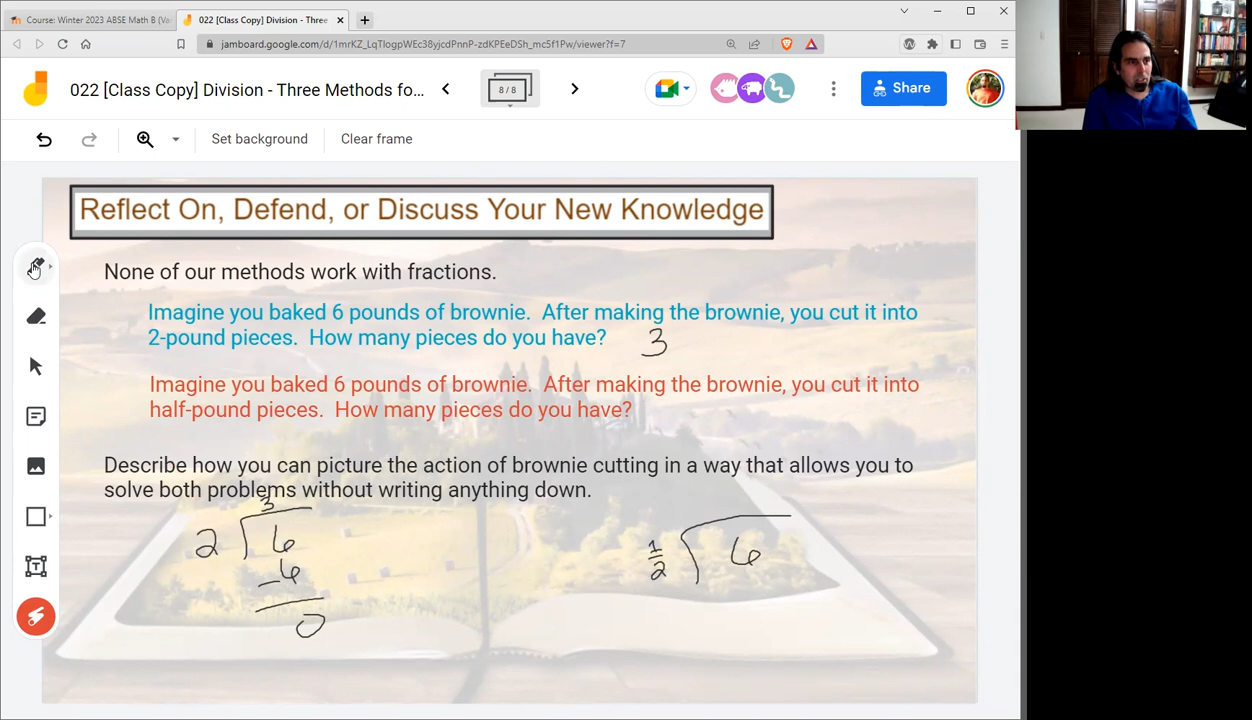 Course: Winter 2023 ABSE Math B (Va
022 [Class Copy] Division - Three
jamboard.google.com/d/1mrKZ_LqTlogpWEc38yjcdPnnP-zdKPEeDSh_mc5f1Pw/viewer?f=7
022 [Class Copy] Division - Three Methods fo...
8/8
Share
Set background
Clear frame
Reflect On, Defend, or Discuss Your New Knowledge
None of our methods work with fractions.
Imagine you baked 6 pounds of brownie. After making the brownie, you cut it into
2-pound pieces. How many pieces do you have?
3
Imagine you baked 6 pounds of brownie. After making the brownie, you cut it into
half-pound pieces. How many pieces do you have?
Describe how you can picture the action of brownie cutting in a way that allows you to
solve both problems without writing anything down.
3
2 6
-6
0
1/2 6